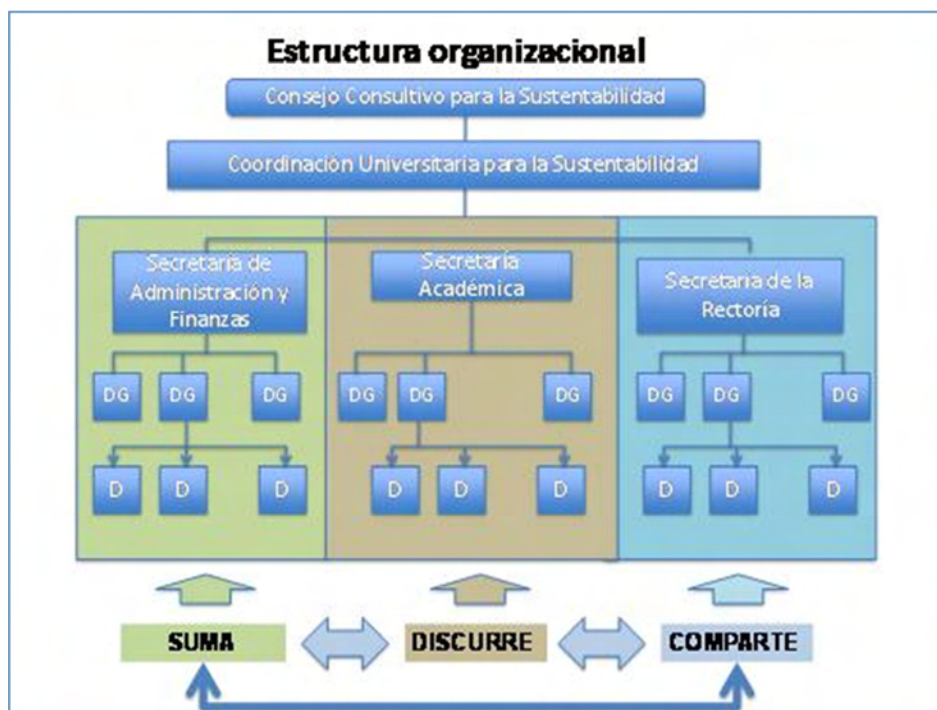 Estructura organizacional
Consejo Consultivo para la Sustentabilidad
Coordinación Universitaria para la Sustentabilidad
Secretaría de
Administración y
Finanzas
Secretaría
Académica
Secretaria de la
Rectoría
DG DG DG DG DG DG DG DG DG
D D D D D D D D D
SUMA DISCURRE COMPARTE